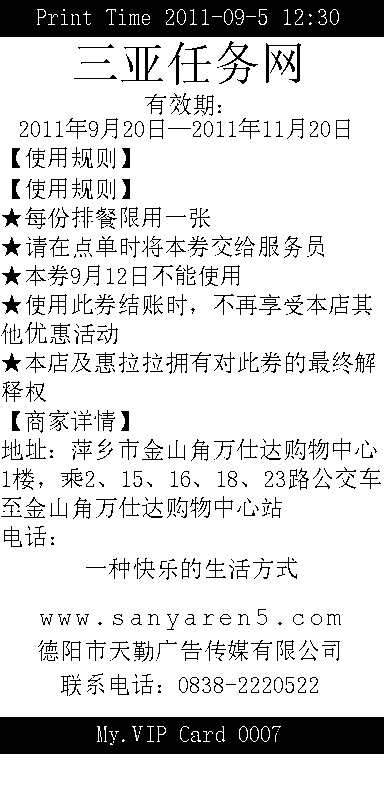 Print Time 2011-09-5 12:30
三亚任务网
有效期:
2011年9月20日—2011年11月20日
【使用规则】
【使用规则】
★每份排餐限用一张
★请在点单时将本券交给服务员
★本券9月12日不能使用
★使用此券结账时，不再享受本店其
他优惠活动
★本店及惠拉拉拥有对此券的最终解
释权
【商家详情】
地址：萍乡市金山角万仕达购物中心
1楼，乘2、15、16、18、23路公交车
至金山角万仕达购物中心站
电话:
一种快乐的生活方式
www.sanyaren5.com
德阳市天勤广告传媒有限公司
联系电话：0838-2220522
My.VIP Card 0007